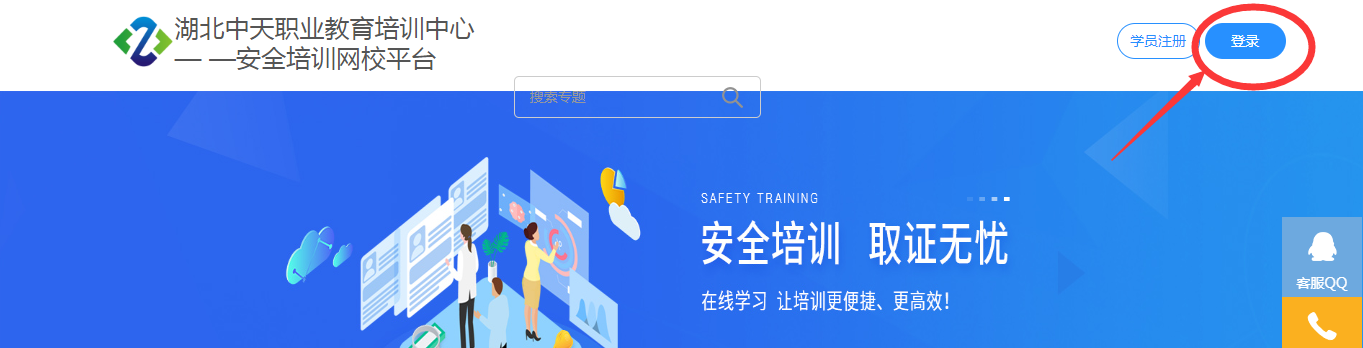 湖北中天职业教育培训中心
— —安全培训网校平台
学员注册
登录
搜索专题
SAFETY TRAINING
安全培训 取证无忧
在线学习 让培训更便捷、更高效!
客服QQ